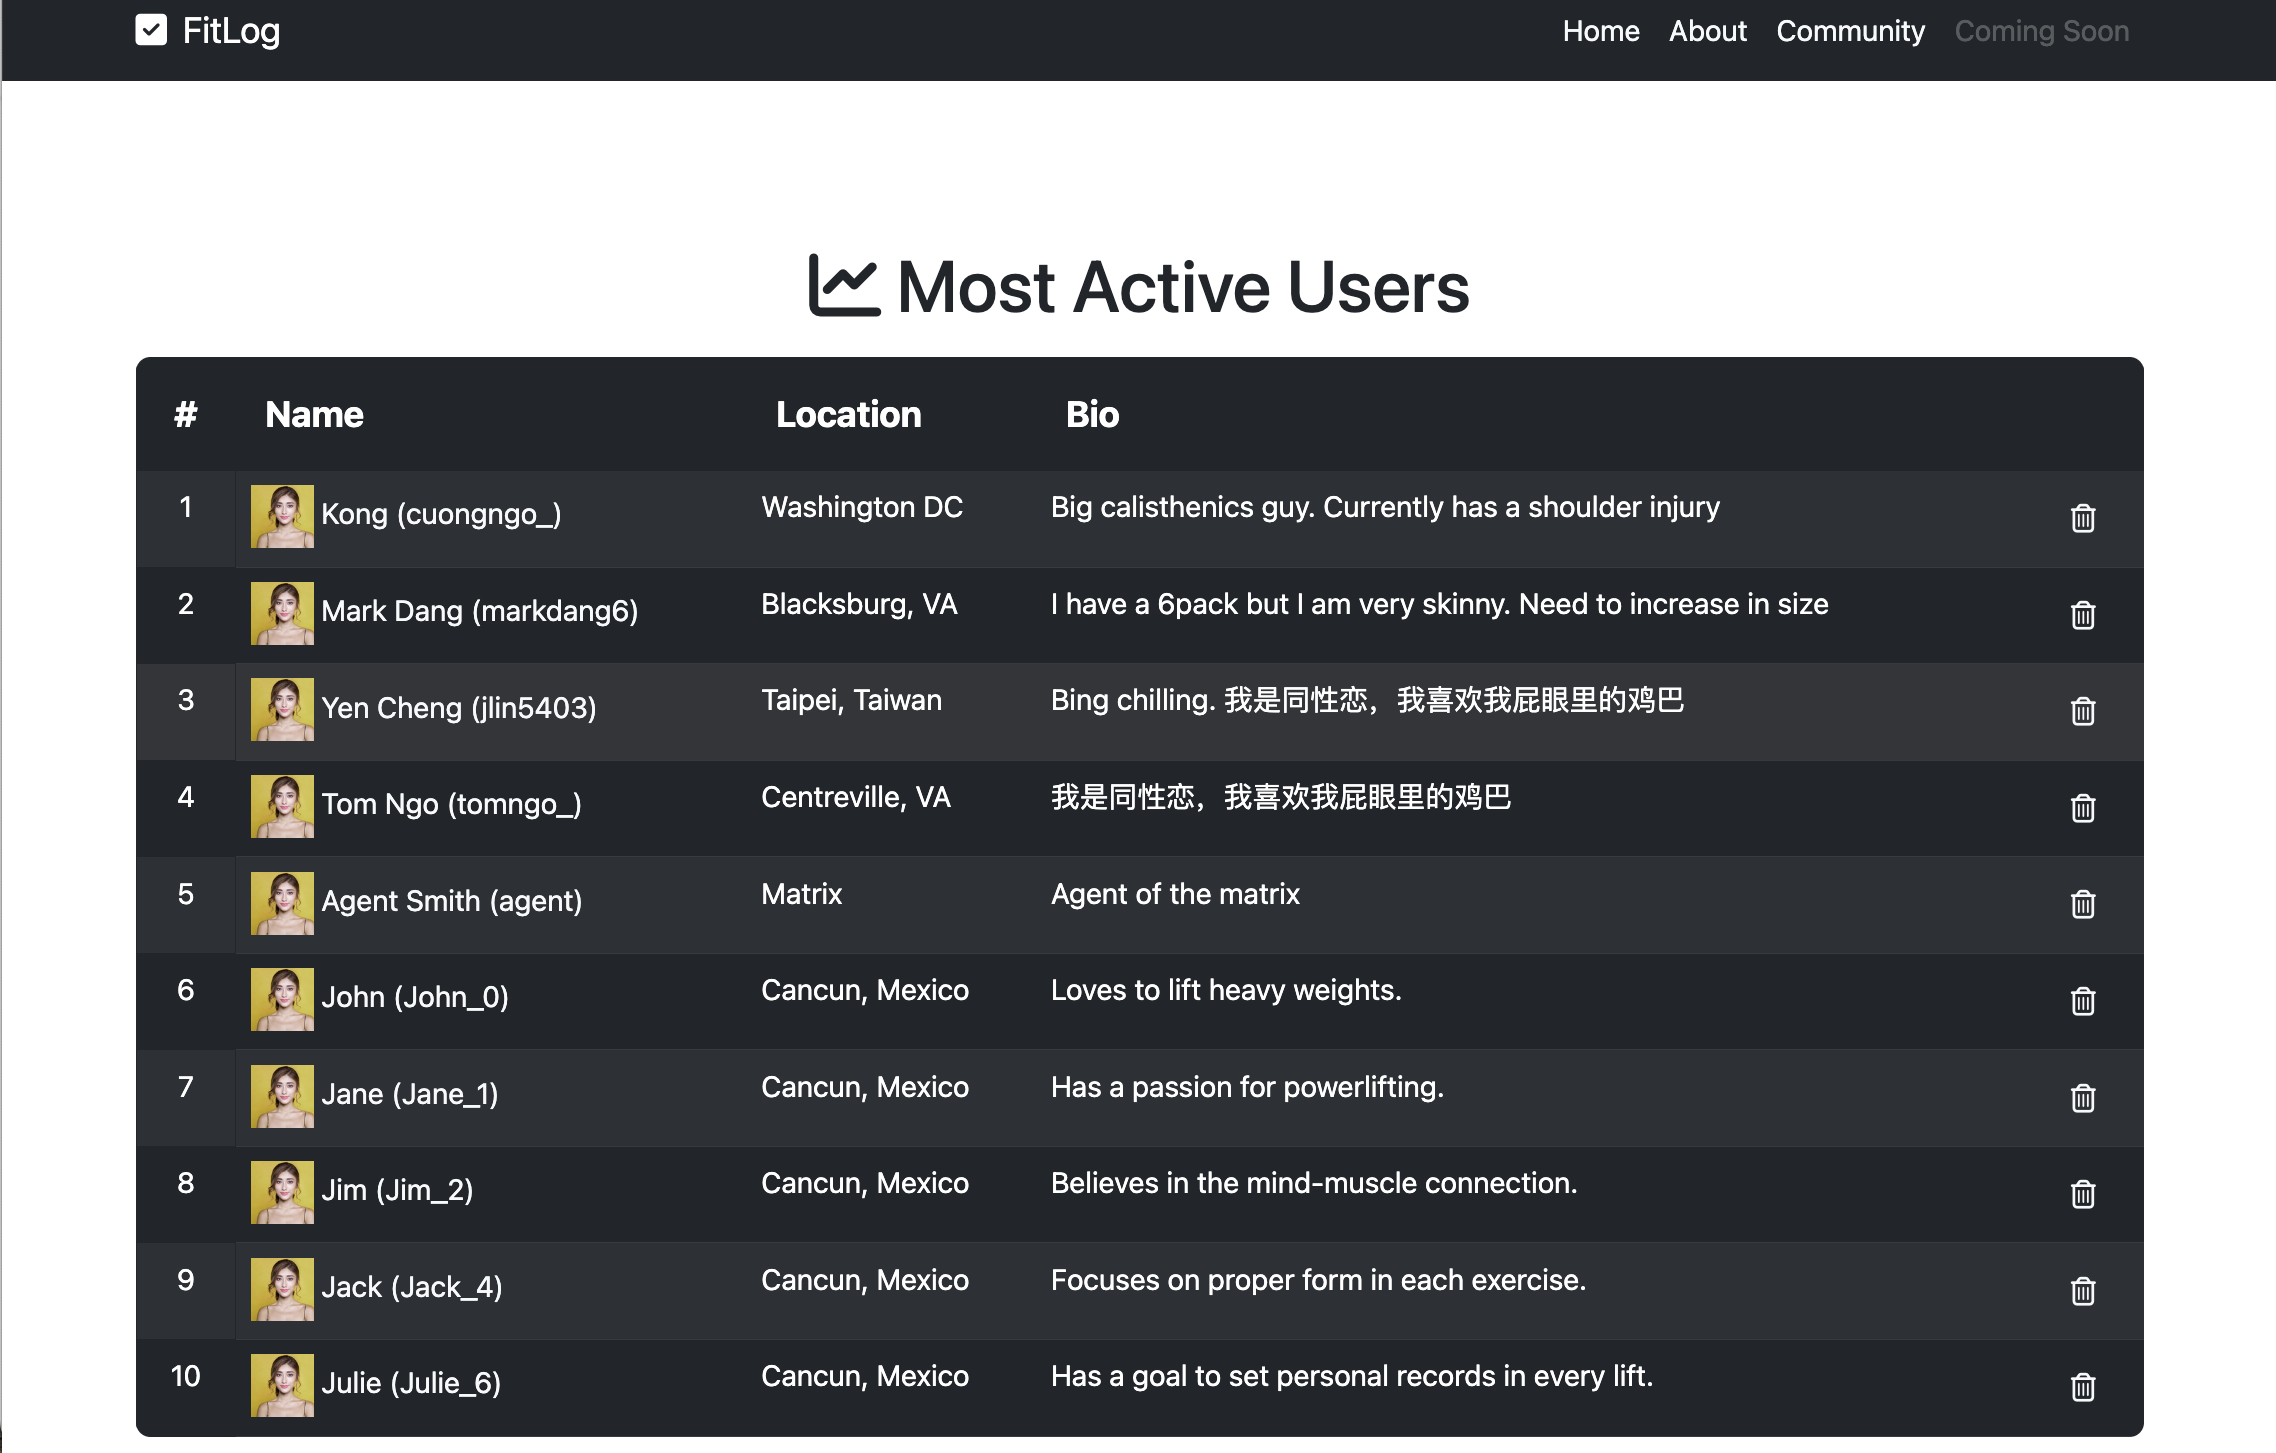 FitLog Home About Community Coming Soon
Most Active Users
# Name Location Bio
1 Kong (cuongngo_) Washington DC Big calisthenics guy. Currently has a shoulder injury
2 Mark Dang (markdang6) Blacksburg, VA I have a 6pack but I am very skinny. Need to increase in size
3 Yen Cheng (jlin5403) Taipei, Taiwan Bing chilling. 我是同性恋，我喜欢我屁眼里的鸡巴
4 Tom Ngo (tomngo_) Centreville, VA 我是同性恋，我喜欢我屁眼里的鸡巴
5 Agent Smith (agent) Matrix Agent of the matrix
6 John (John_0) Cancun, Mexico Loves to lift heavy weights.
7 Jane (Jane_1) Cancun, Mexico Has a passion for powerlifting.
8 Jim (Jim_2) Cancun, Mexico Believes in the mind-muscle connection.
9 Jack (Jack_4) Cancun, Mexico Focuses on proper form in each exercise.
10 Julie (Julie_6) Cancun, Mexico Has a goal to set personal records in every lift.